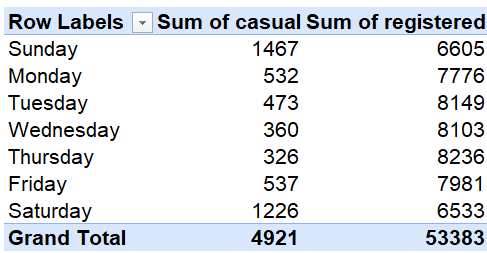 Row Labels Sum of casual Sum of registered
Sunday 1467 6605
Monday 532 7776
Tuesday 473 8149
Wednesday 360 8103
Thursday 326 8236
Friday 537 7981
Saturday 1226 6533
Grand Total 4921 53383